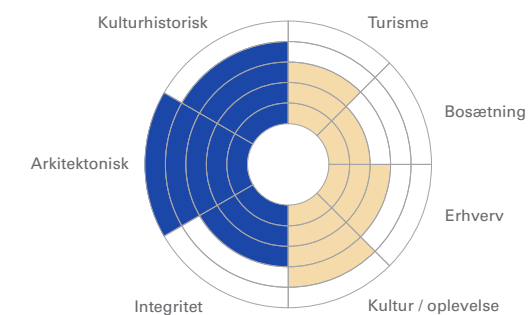 Kulturhistorisk
Turisme
Bosætning
Arkitektonisk
Erhverv
Integritet
Kultur / oplevelse